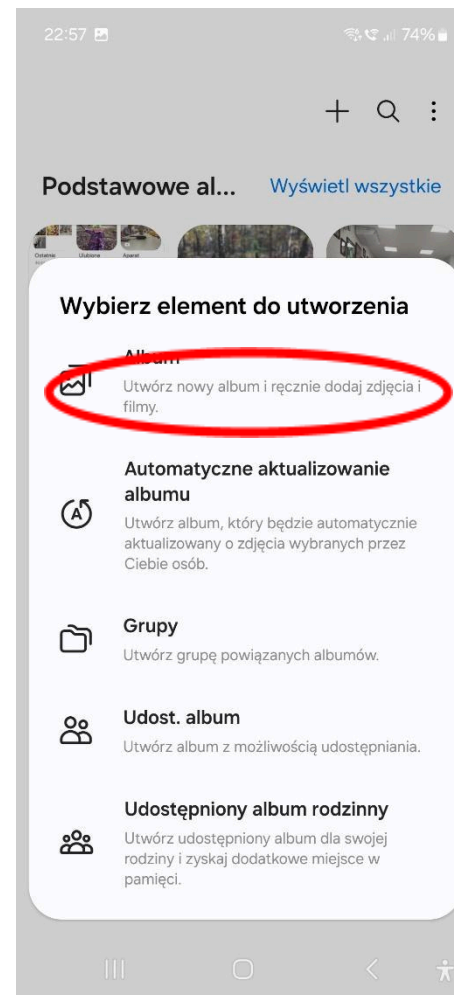 22:57 74%
Podstawowe al... Wyświetl wszystkie
Ostatnie Ulubione Aparat
Wybierz element do utworzenia
Album
Utwórz nowy album i ręcznie dodaj zdjęcia i
filmy.
Automatyczne aktualizowanie
albumu
Utwórz album, który będzie automatycznie
aktualizowany o zdjęcia wybranych przez
Ciebie osób.
Grupy
Utwórz grupę powiązanych albumów.
Udost. album
Utwórz album z możliwością udostępniania.
Udostępniony album rodzinny
Utwórz udostępniony album dla swojej
rodziny i zyskaj dodatkowe miejsce w
pamięci.